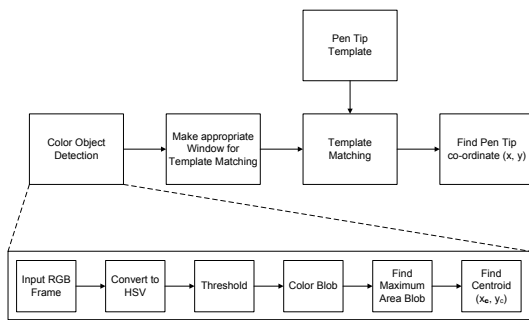 Pen Tip
Template
Color Object
Detection
Make appropriate
Window for
Template Matching
Template
Matching
Find Pen Tip
co-ordinate (x, y)
Input RGB
Frame
Convert to
HSV
Threshold
Color Blob
Find
Maximum
Area Blob
Find
Centroid
(xc, yc)